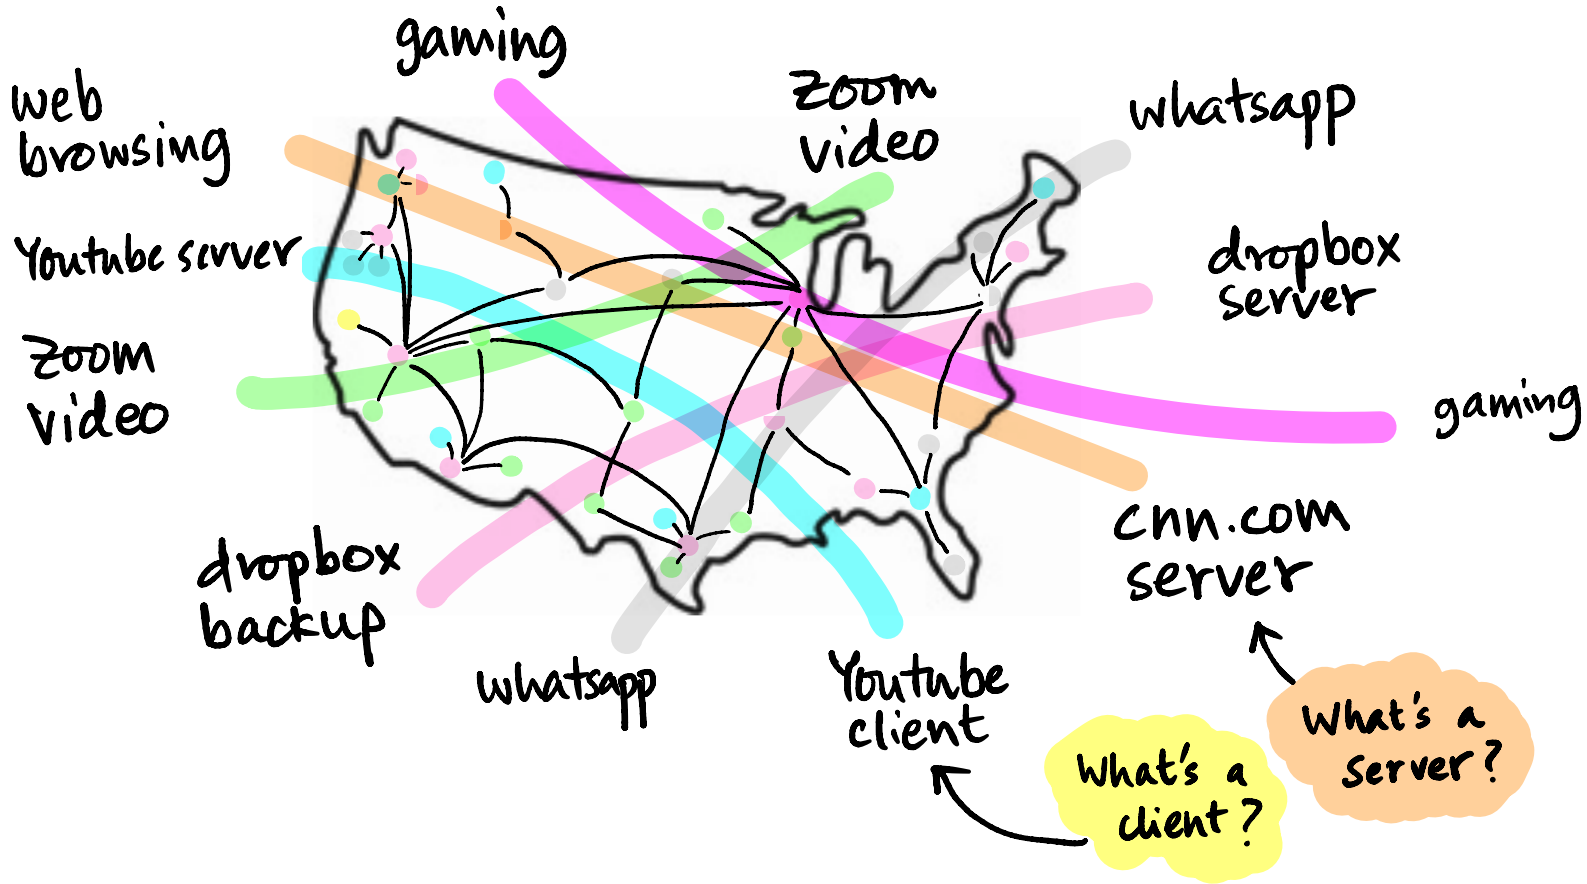 gaming
web
browsing
zoom
video
whatsapp
Youtube server
dropbox
server
zoom
video
gaming
cnn.com
server
dropbox
backup
whatsapp
Youtube
client
What's a
server?
What's a
client?